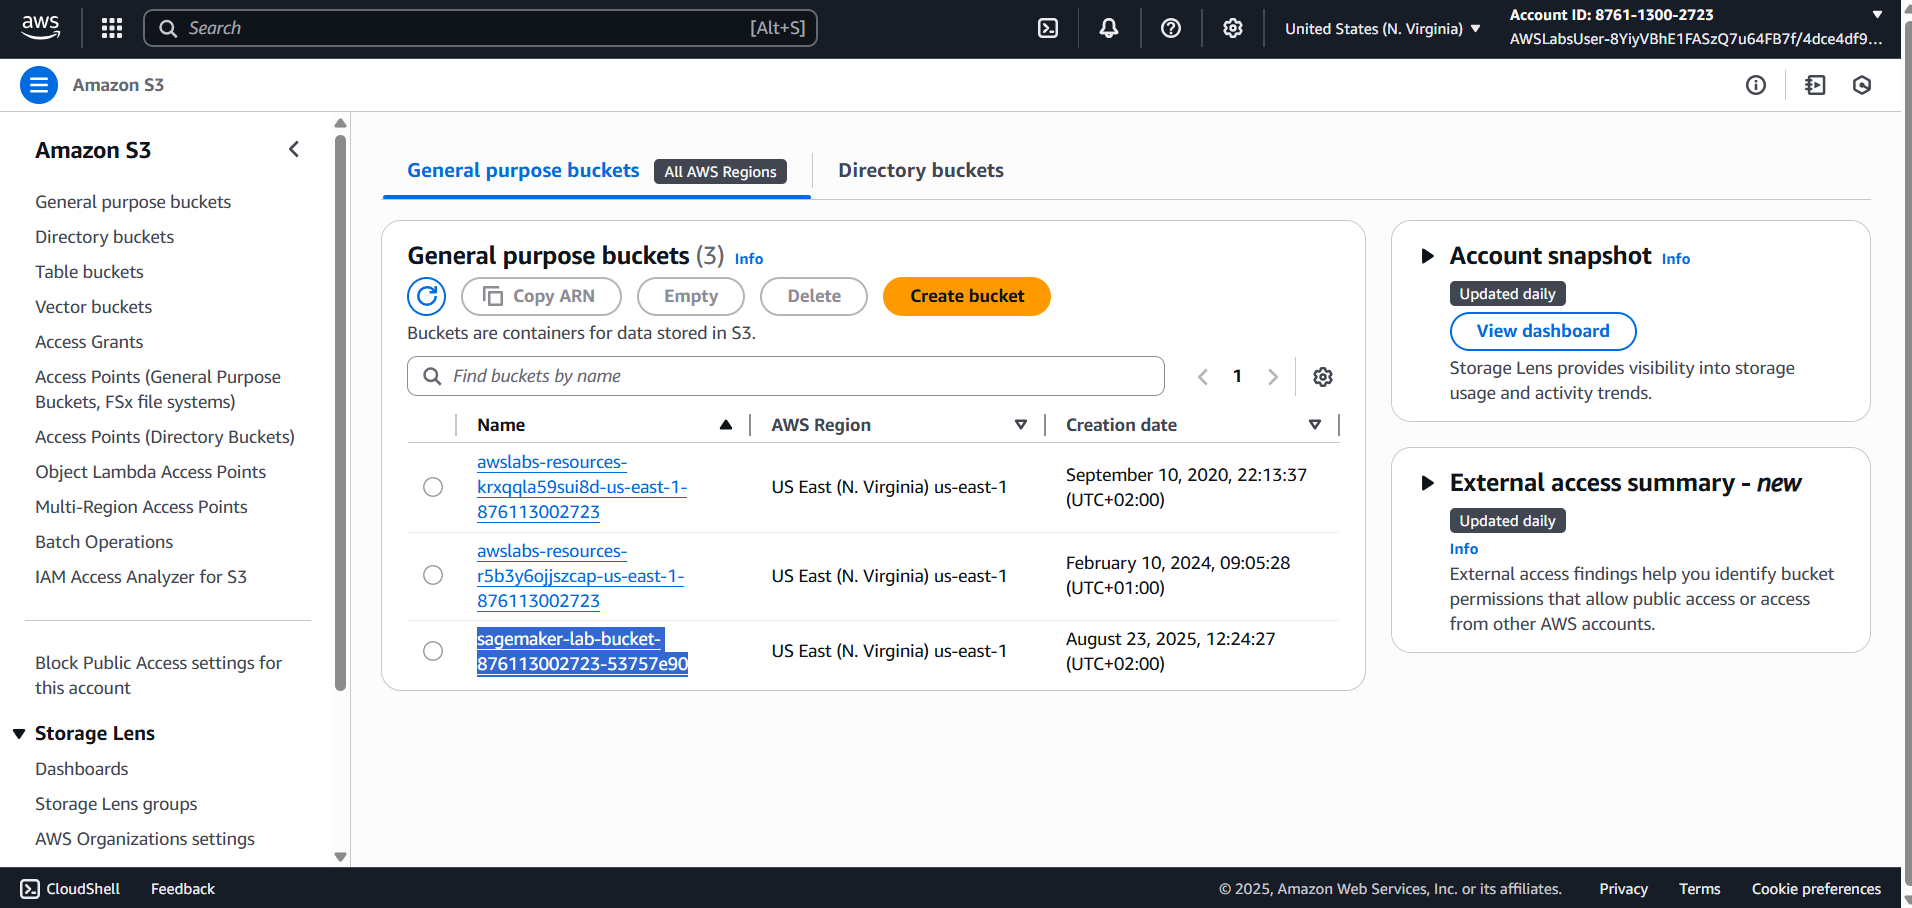 aws
Search
[Alt+S]
United States (N. Virginia)
Account ID: 8761-1300-2723
AWSLabsUser-8YiyVBhE1FASzQ7u64FB7f/4dce4df9...
Amazon S3
Amazon S3
General purpose buckets
Directory buckets
Table buckets
Vector buckets
Access Grants
Access Points (General Purpose
Buckets, FSx file systems)
Access Points (Directory Buckets)
Object Lambda Access Points
Multi-Region Access Points
Batch Operations
IAM Access Analyzer for S3
Block Public Access settings for
this account
Storage Lens
Dashboards
Storage Lens groups
AWS Organizations settings
General purpose buckets
All AWS Regions
Directory buckets
General purpose buckets (3) Info
Copy ARN
Empty
Delete
Create bucket
Buckets are containers for data stored in S3.
Find buckets by name
1
Name
AWS Region
Creation date
awslabs-resources-
krxqqla59sui8d-us-east-1-
876113002723
US East (N. Virginia) us-east-1
September 10, 2020, 22:13:37
(UTC+02:00)
awslabs-resources-
r5b3y6ojjszcap-us-east-1-
876113002723
US East (N. Virginia) us-east-1
February 10, 2024, 09:05:28
(UTC+01:00)
sagemaker-lab-bucket-
876113002723-53757e90
US East (N. Virginia) us-east-1
August 23, 2025, 12:24:27
(UTC+02:00)
Account snapshot Info
Updated daily
View dashboard
Storage Lens provides visibility into storage
usage and activity trends.
External access summary - new
Updated daily
Info
External access findings help you identify bucket
permissions that allow public access or access
from other AWS accounts.
CloudShell
Feedback
© 2025, Amazon Web Services, Inc. or its affiliates.
Privacy
Terms
Cookie preferences